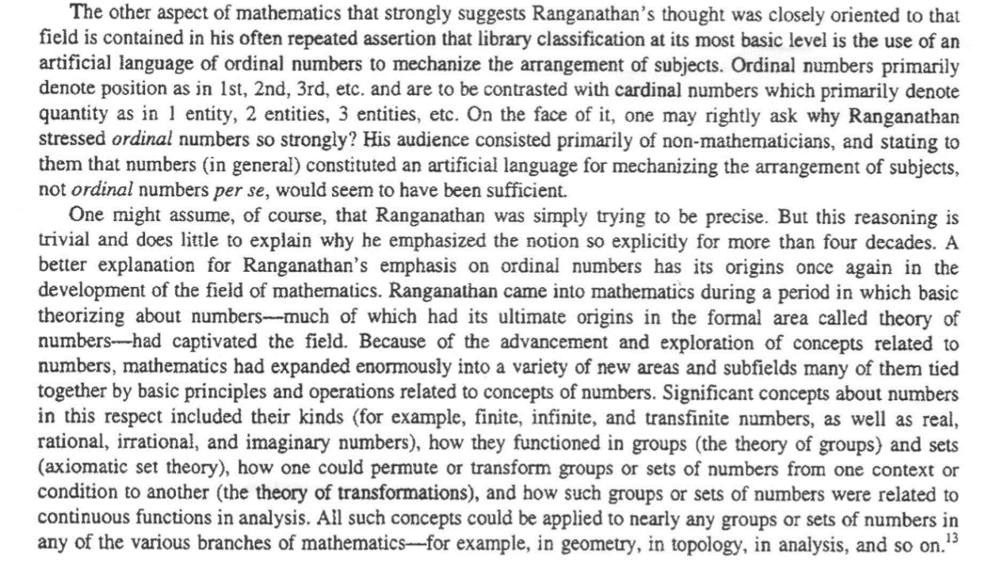 The other aspect of mathematics that strongly suggests Ranganathan's thought was closely oriented to that
field is contained in his often repeated assertion that library classification at its most basic level is the use of an
artificial language of ordinal numbers to mechanize the arrangement of subjects. Ordinal numbers primarily
denote position as in 1st, 2nd, 3rd, etc. and are to be contrasted with cardinal numbers which primarily denote
quantity as in 1 entity, 2 entities, 3 entities, etc. On the face of it, one may rightly ask why Ranganathan
stressed ordinal numbers so strongly? His audience consisted primarily of non-mathematicians, and stating to
them that numbers (in general) constituted an artificial language for mechanizing the arrangement of subjects,
not ordinal numbers per se, would seem to have been sufficient.
One might assume, of course, that Ranganathan was simply trying to be precise. But this reasoning is
trivial and does little to explain why he emphasized the notion so explicitly for more than four decades. A
better explanation for Ranganathan's emphasis on ordinal numbers has its origins once again in the
development of the field of mathematics. Ranganathan came into mathematics during a period in which basic
theorizing about numbers—much of which had its ultimate origins in the formal area called theory of
numbers—had captivated the field. Because of the advancement and exploration of concepts related to
numbers, mathematics had expanded enormously into a variety of new areas and subfields many of them tied
together by basic principles and operations related to concepts of numbers. Significant concepts about numbers
in this respect included their kinds (for example, finite, infinite, and transfinite numbers, as well as real,
rational, irrational, and imaginary numbers), how they functioned in groups (the theory of groups) and sets
(axiomatic set theory), how one could permute or transform groups or sets of numbers from one context or
condition to another (the theory of transformations), and how such groups or sets of numbers were related to
continuous functions in analysis. All such concepts could be applied to nearly any groups or sets of numbers in
any of the various branches of mathematics—for example, in geometry, in topology, in analysis, and so on.13